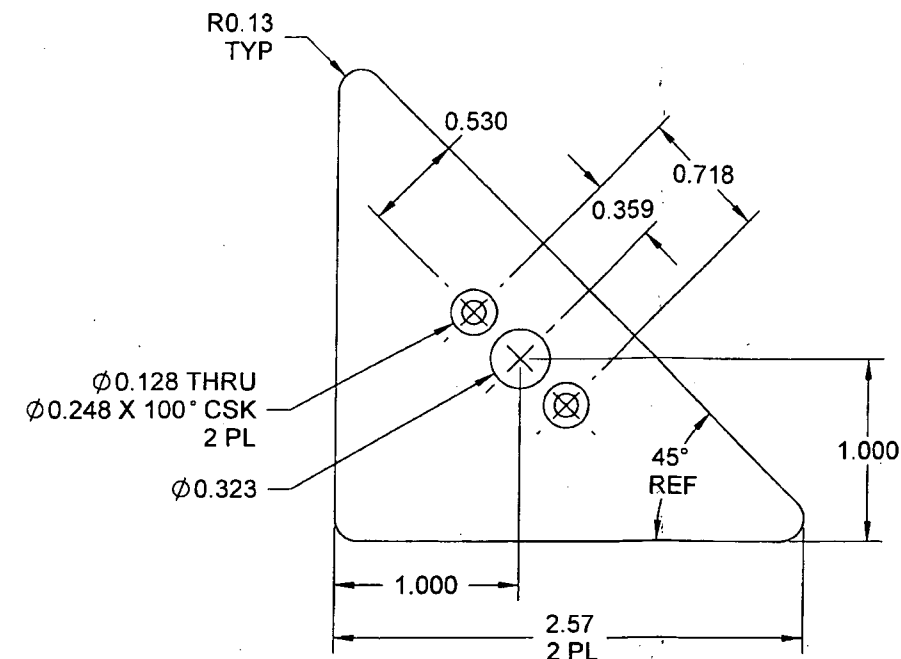 R0.13
TYP
0.530
0.718
0.359
Ø0.128 THRU
Ø0.248 X 100° CSK
2 PL
Ø0.323
45°
REF
1.000
1.000
2.57
2 PL